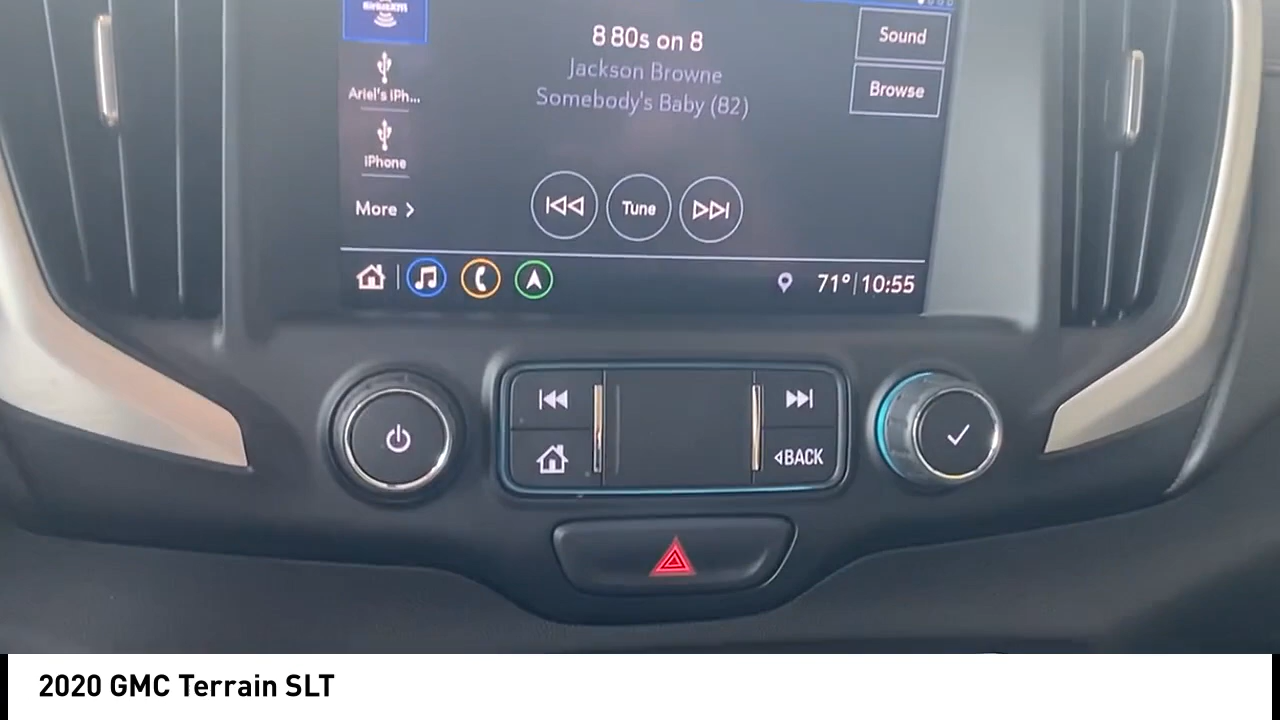 SiriusXM
8 80s on 8
Sound
Jackson Browne
Browse
Ariel's iPh...
Somebody's Baby (82)
iPhone
More >
Tune
71° 10:55
BACK
2020 GMC Terrain SLT